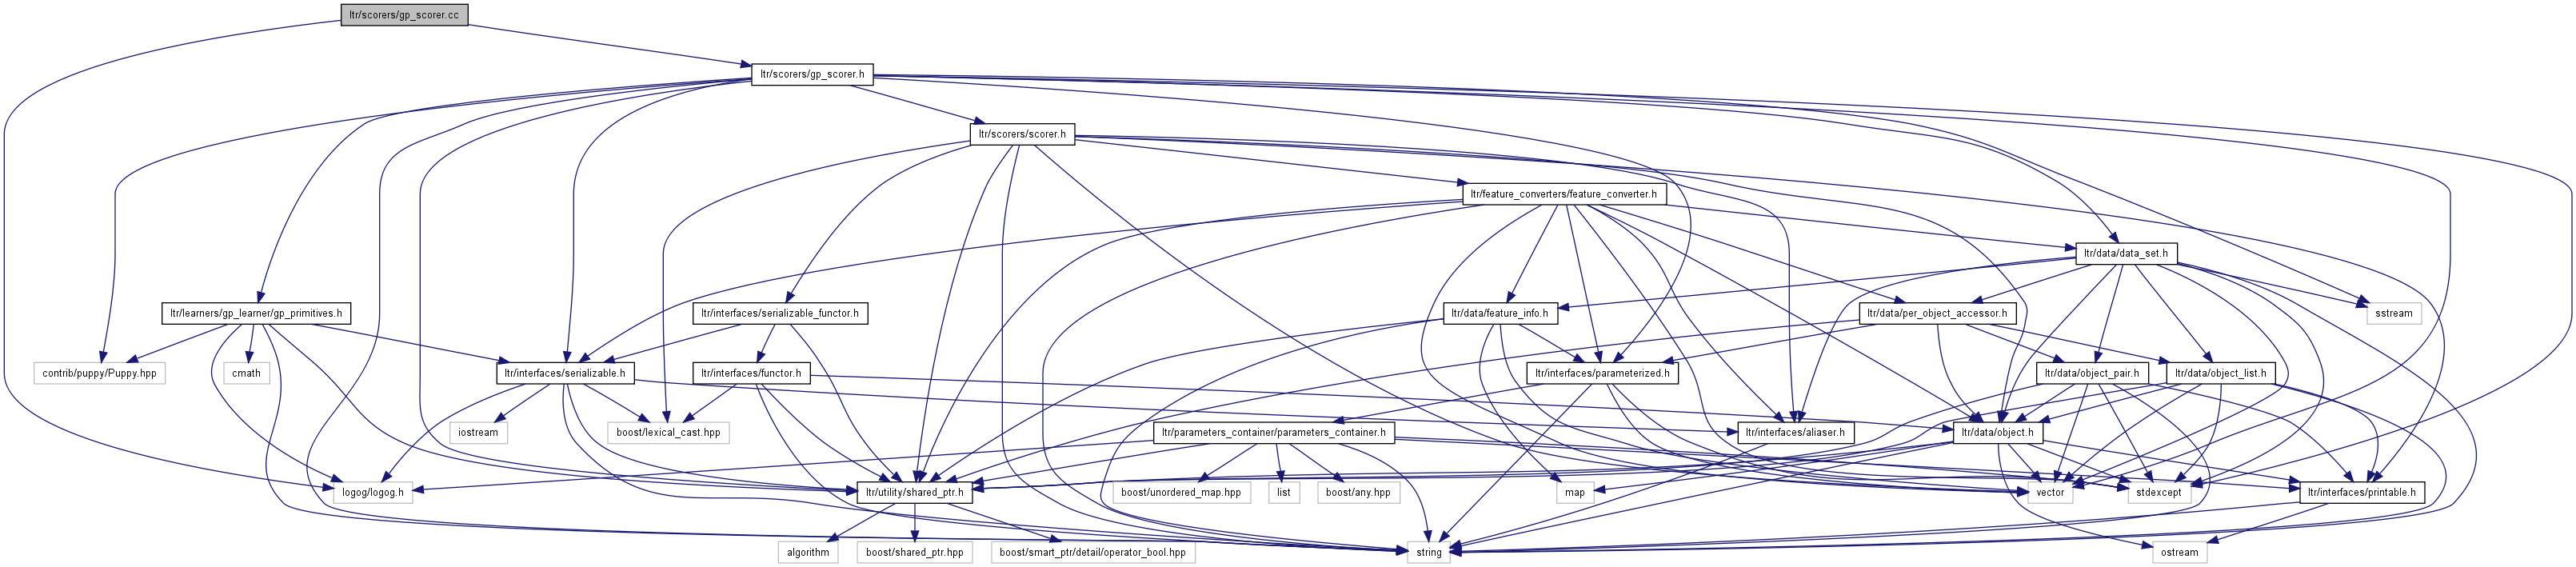 ltr/scorers/gp_scorer.cc
ltr/scorers/gp_scorer.h
ltr/scorers/scorer.h
ltr/feature_converters/feature_converter.h
ltr/data/data_set.h
ltr/learners/gp_learner/gp_primitives.h
ltr/interfaces/serializable_functor.h
ltr/data/feature_info.h
ltr/data/per_object_accessor.h
sstream
contrib/puppy/Puppy.hpp
cmath
ltr/interfaces/serializable.h
ltr/interfaces/functor.h
ltr/interfaces/parameterized.h
ltr/data/object_pair.h
ltr/data/object_list.h
iostream
boost/lexical_cast.hpp
ltr/interfaces/aliaser.h
ltr/parameters_container/parameters_container.h
ltr/data/object.h
logog/logog.h
ltr/utility/shared_ptr.h
boost/unordered_map.hpp
list
boost/any.hpp
map
vector
stdexcept
ltr/interfaces/printable.h
algorithm
boost/shared_ptr.hpp
boost/smart_ptr/detail/operator_bool.hpp
string
ostream